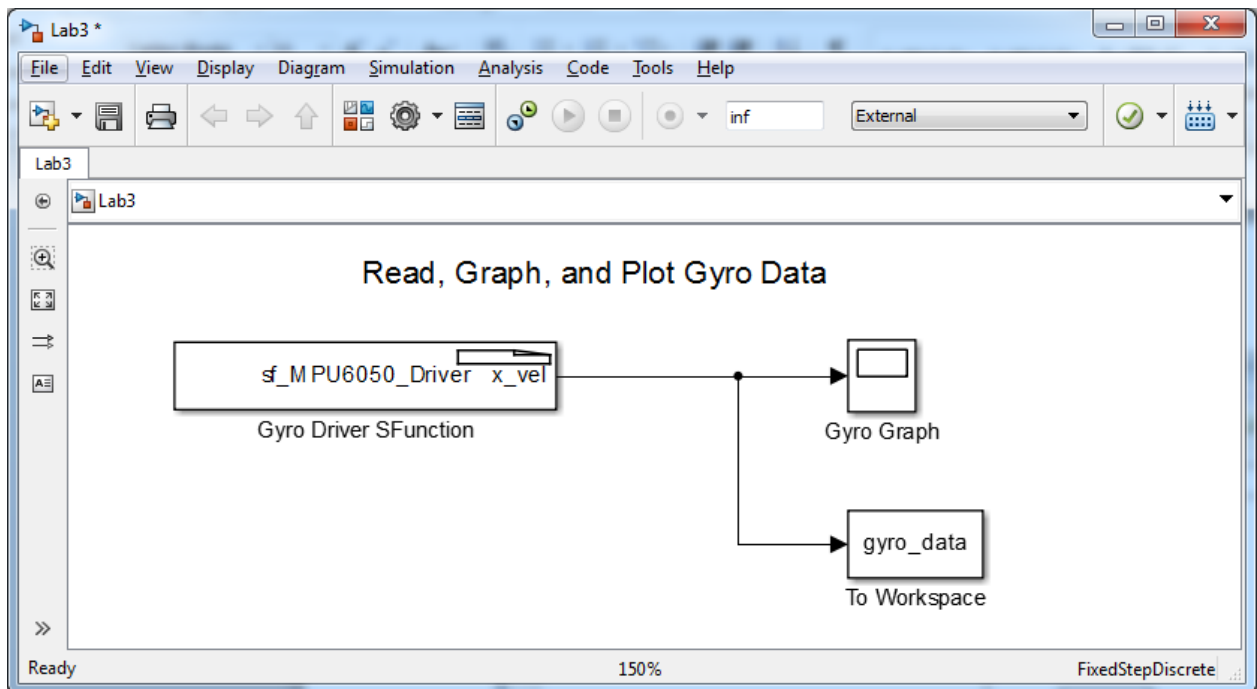 Lab3 *
File Edit View Display Diagram Simulation Analysis Code Tools Help
inf External
Lab3
Lab3
Read, Graph, and Plot Gyro Data
sf_MPU6050_Driver x_vel
Gyro Driver SFunction
Gyro Graph
gyro_data
To Workspace
Ready 150% FixedStepDiscrete